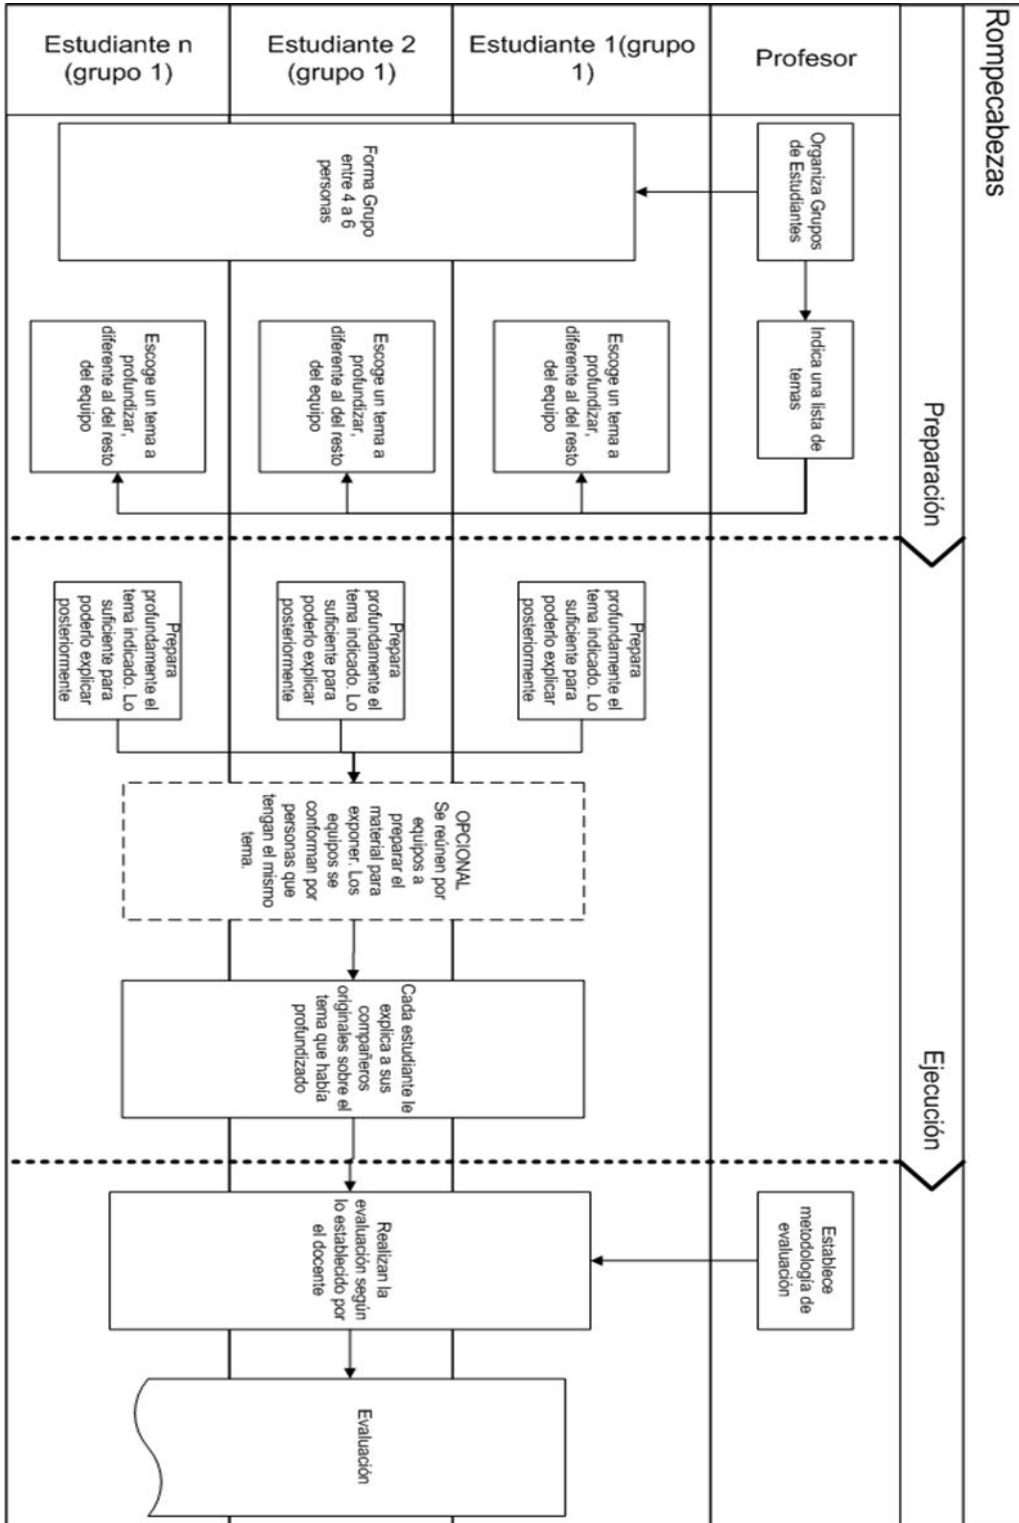 Rompecabezas
Preparación
Ejecución
Profesor
Estudiante 1(grupo
1)
Estudiante 2
(grupo 1)
Estudiante n
(grupo 1)
Organiza Grupos
de Estudiantes
Forma Grupo
entre 4 a 6
personas
Indica una lista de
temas
Escoge un tema a
profundizar,
diferente al del resto
del equipo
Escoge un tema a
profundizar,
diferente al del resto
del equipo
Escoge un tema a
profundizar,
diferente al del resto
del equipo
Prepara
profundamente el
tema indicado. Lo
suficiente para
poderlo explicar
posteriormente
Prepara
profundamente el
tema indicado. Lo
suficiente para
poderlo explicar
posteriormente
Prepara
profundamente el
tema indicado. Lo
suficiente para
poderlo explicar
posteriormente
OPCIONAL
Se reúnen por
equipos a
preparar el
material para
exponer. Los
equipos se
conforman por
personas que
tengan el mismo
tema.
Cada estudiante le
explica a sus
compañeros
originales sobre el
tema que había
profundizado
Establece
metodología de
evaluación
Realizan la
evaluación según
lo establecido por
el docente
Evaluación